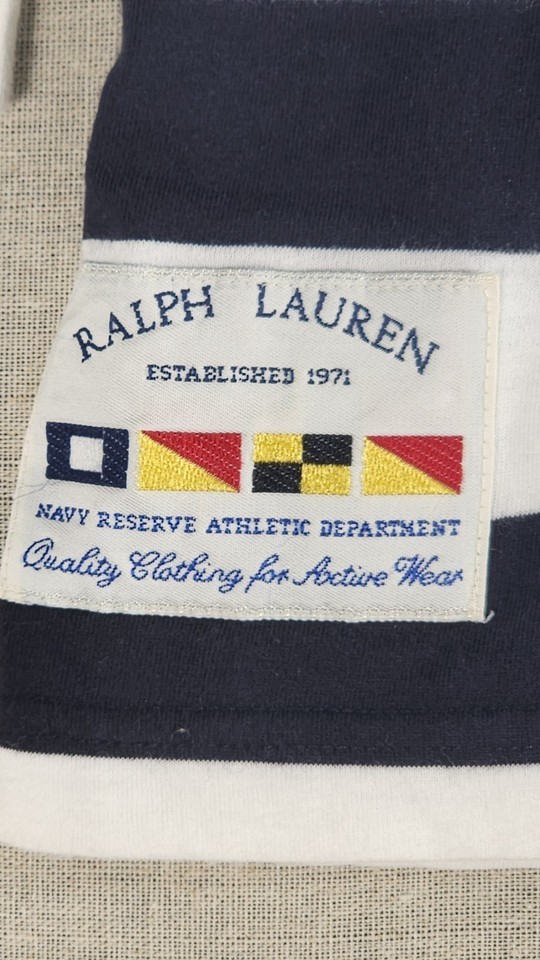 RALPH LAUREN
ESTABLISHED 1971
NAVY RESERVE ATHLETIC DEPARTMENT
Quality Clothing for Active Wear